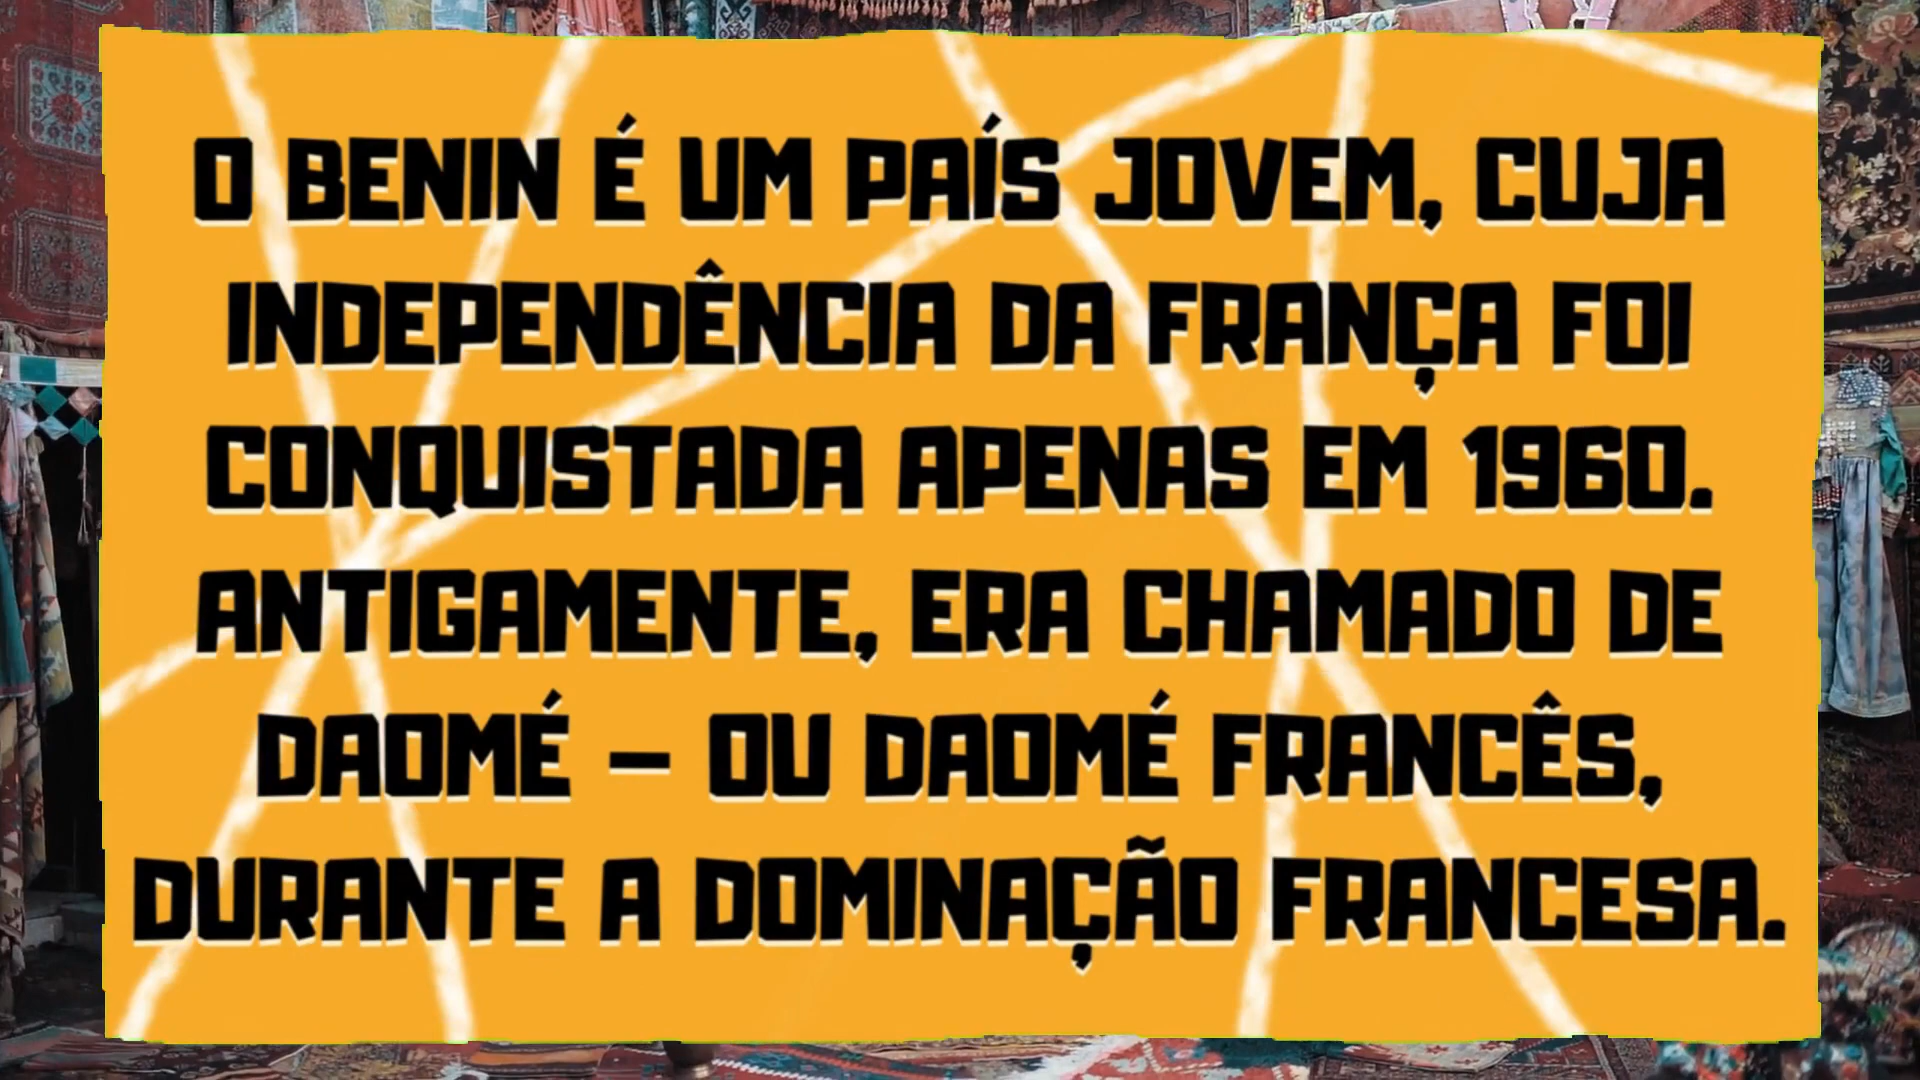 O BENIN É UM PAÍS JOVEM, CUJA
INDEPENDÊNCIA DA FRANÇA FOI
CONQUISTADA APENAS EM 1960.
ANTIGAMENTE, ERA CHAMADO DE
DAOMÉ – OU DAOMÉ FRANCÊS,
DURANTE A DOMINAÇÃO FRANCESA.